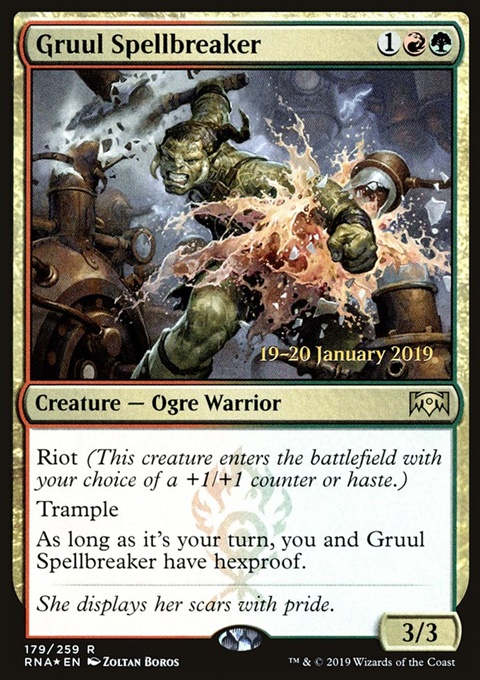 Gruul Spellbreaker 1
19–20 January 2019
Creature — Ogre Warrior
Riot (This creature enters the battlefield with
your choice of a +1/+1 counter or haste.)
Trample
As long as it's your turn, you and Gruul
Spellbreaker have hexproof.
She displays her scars with pride.
3/3
179/259 R
RNA★EN Zoltan Boros
™ & © 2019 Wizards of the Coast